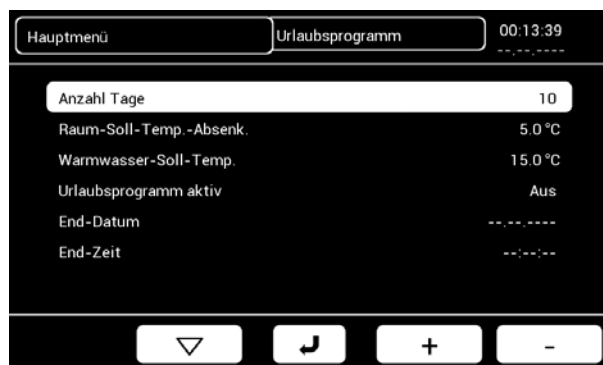 Hauptmenü Urlaubsprogramm 00:13:39
--.--.----
Anzahl Tage 10
Raum-Soll-Temp.-Absenk. 5.0 °C
Warmwasser-Soll-Temp. 15.0 °C
Urlaubsprogramm aktiv Aus
End-Datum --.--.----
End-Zeit --:--:--
+ -